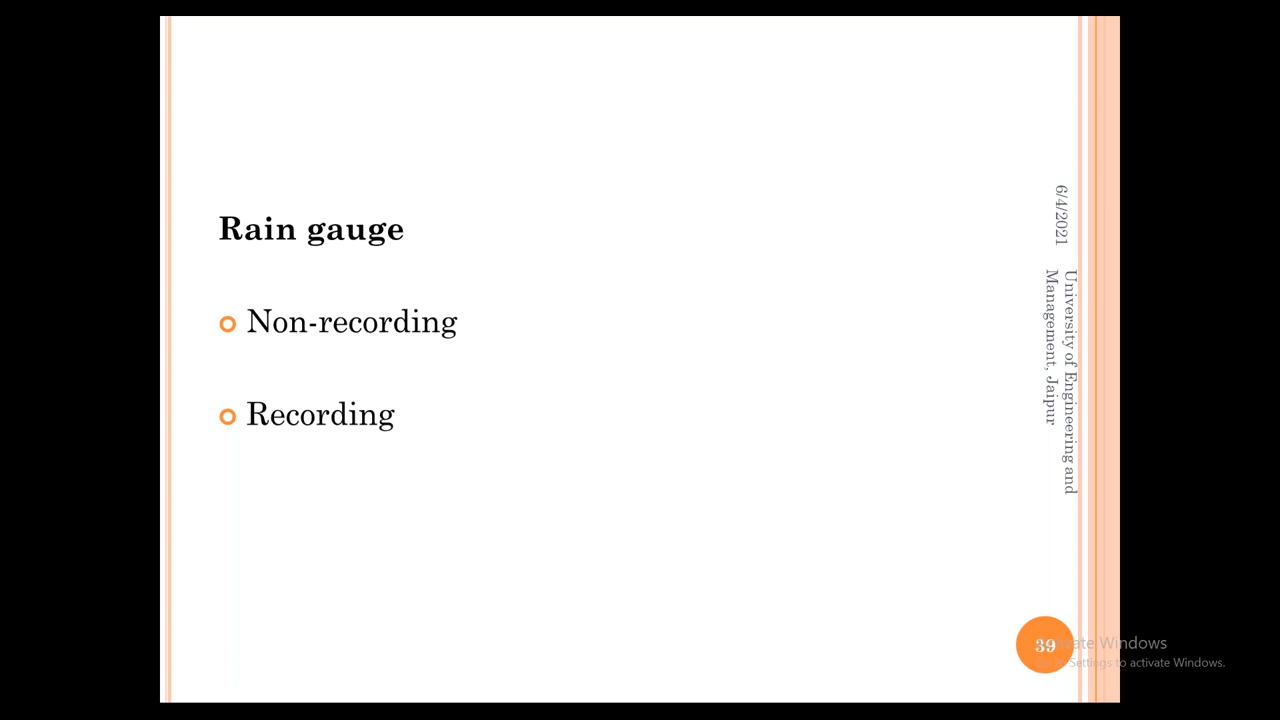 Rain gauge
Non-recording
Recording
6/4/2021
University of Engineering and
Management, Jaipur
39
Windows
Settings to activate Windows.